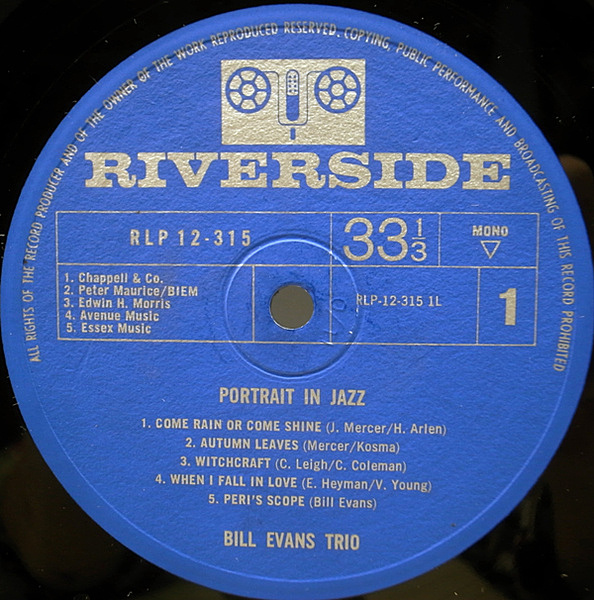 ALL RIGHTS OF THE RECORD PRODUCER AND OF THE OWNER OF THE WORK REPRODUCED RESERVED. COPYING, PUBLIC PERFORMANCE AND BROADCASTING OF THIS RECORD PROHIBITED
RIVERSIDE
RLP 12-315
33 1/3
MONO
1. Chappell & Co.
2. Peter Maurice/BIEM
3. Edwin H. Morris
4. Avenue Music
5. Essex Music
RLP-12-315 1L
1
PORTRAIT IN JAZZ
1. COME RAIN OR COME SHINE (J. Mercer/H. Arlen)
2. AUTUMN LEAVES (Mercer/Kosma)
3. WITCHCRAFT (C. Leigh/C. Coleman)
4. WHEN I FALL IN LOVE (E. Heyman/V. Young)
5. PERI'S SCOPE (Bill Evans)
BILL EVANS TRIO